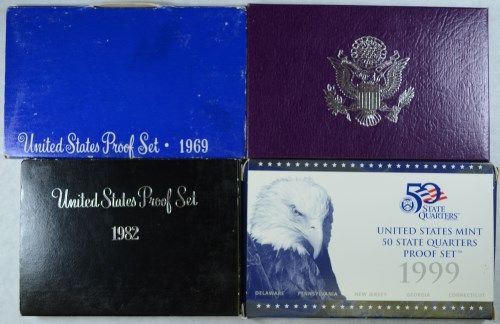 United States Proof Set · 1969
United States Proof Set
1982
50
STATE
QUARTERS
UNITED STATES MINT
50 STATE QUARTERS
PROOF SET™
1999
DELAWARE PENNSYLVANIA NEW JERSEY GEORGIA CONNECTICUT